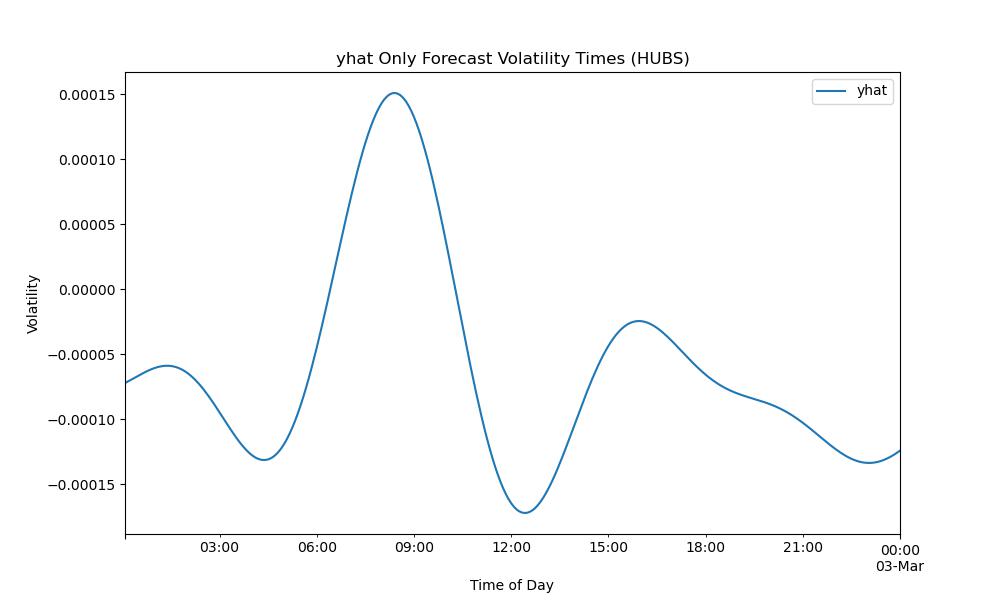 yhat Only Forecast Volatility Times (HUBS)
yhat
0.00015
0.00010
0.00005
0.00000
−0.00005
−0.00010
−0.00015
Volatility
03:00 06:00 09:00 12:00 15:00 18:00 21:00 00:00
03-Mar
Time of Day